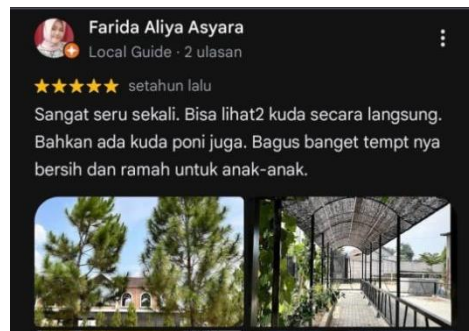 Farida Aliya Asyara
Local Guide · 2 ulasan
setahun lalu
Sangat seru sekali. Bisa lihat2 kuda secara langsung.
Bahkan ada kuda poni juga. Bagus banget tempt nya
bersih dan ramah untuk anak-anak.